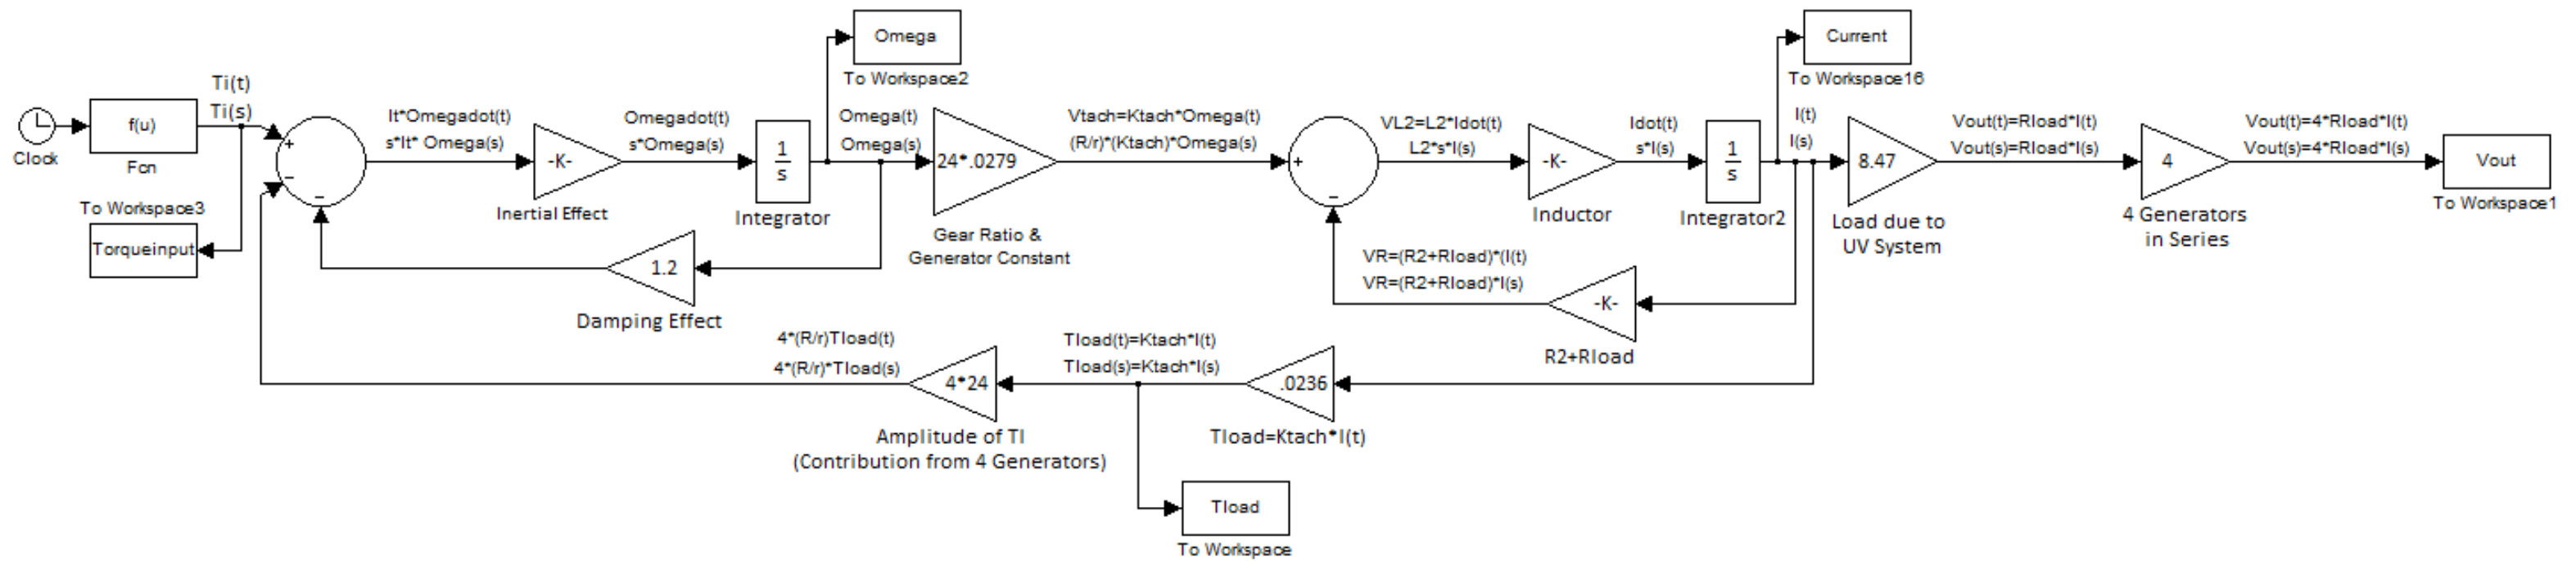 Omega
To Workspace2
Current
To Workspace16
Ti(t)
Ti(s)
f(u)
Clock
Fcn
To Workspace3
Torqueinput
+
−
−
It*Omegadot(t)
s*It* Omega(s)
-K-
Inertial Effect
Omegadot(t)
s*Omega(s)
1
s
Integrator
Omega(t)
Omega(s)
24*.0279
Gear Ratio &
Generator Constant
Vtach=Ktach*Omega(t)
(R/r)*(Ktach)*Omega(s)
+
−
VL2=L2*Idot(t)
L2*s*I(s)
-K-
Inductor
Idot(t)
s*I(s)
1
s
Integrator2
I(t)
I(s)
8.47
Load due to
UV System
Vout(t)=Rload*I(t)
Vout(s)=Rload*I(s)
4
4 Generators
in Series
Vout(t)=4*Rload*I(t)
Vout(s)=4*Rload*I(s)
Vout
To Workspace1
1.2
Damping Effect
VR=(R2+Rload)*(I(t)
VR=(R2+Rload)*I(s)
-K-
R2+Rload
4*(R/r)Tload(t)
4*(R/r)*Tload(s)
4*24
Amplitude of Tl
(Contribution from 4 Generators)
Tload(t)=Ktach*I(t)
Tload(s)=Ktach*I(s)
.0236
Tload=Ktach*I(t)
Tload
To Workspace